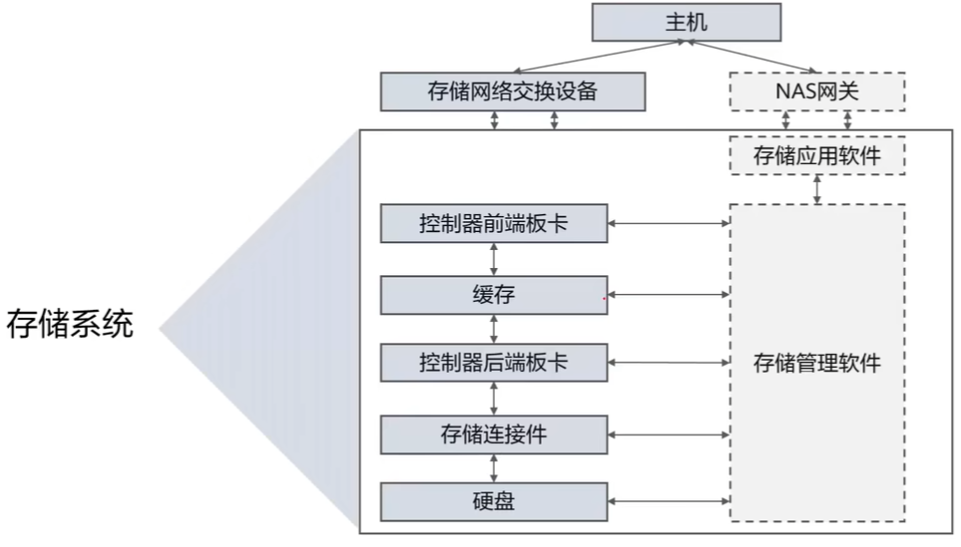 主机
存储网络交换设备
NAS网关
存储应用软件
控制器前端板卡
缓存
存储系统
控制器后端板卡
存储管理软件
存储连接件
硬盘